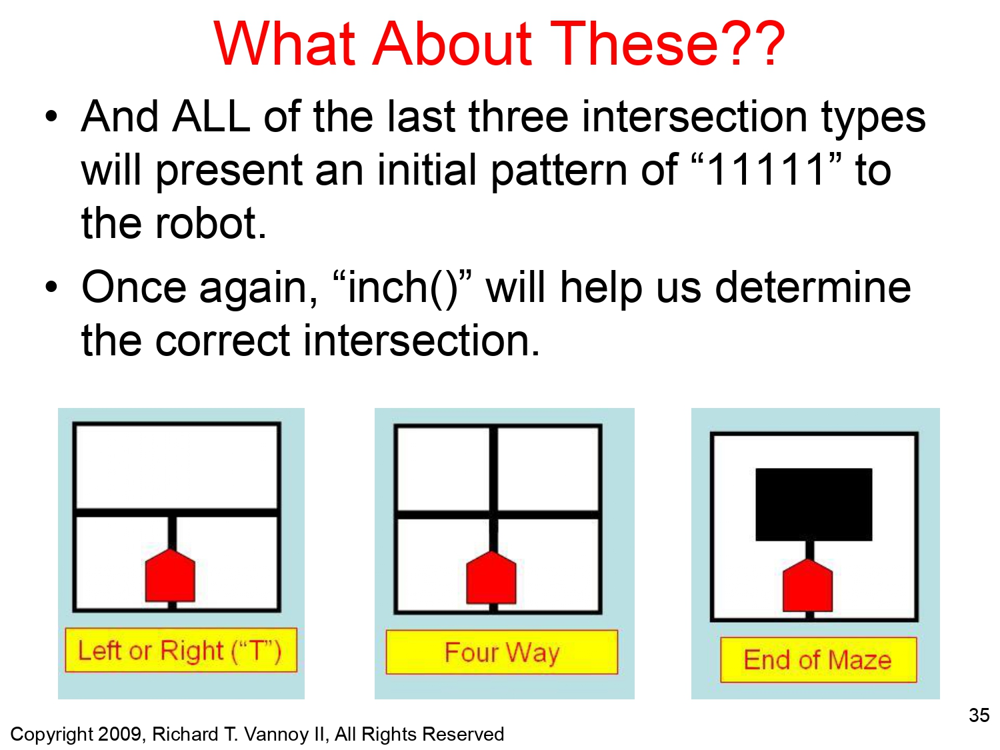 What About These??
• And ALL of the last three intersection types
will present an initial pattern of “11111” to
the robot.
• Once again, “inch()” will help us determine
the correct intersection.
Left or Right (“T”)
Four Way
End of Maze
35
Copyright 2009, Richard T. Vannoy II, All Rights Reserved